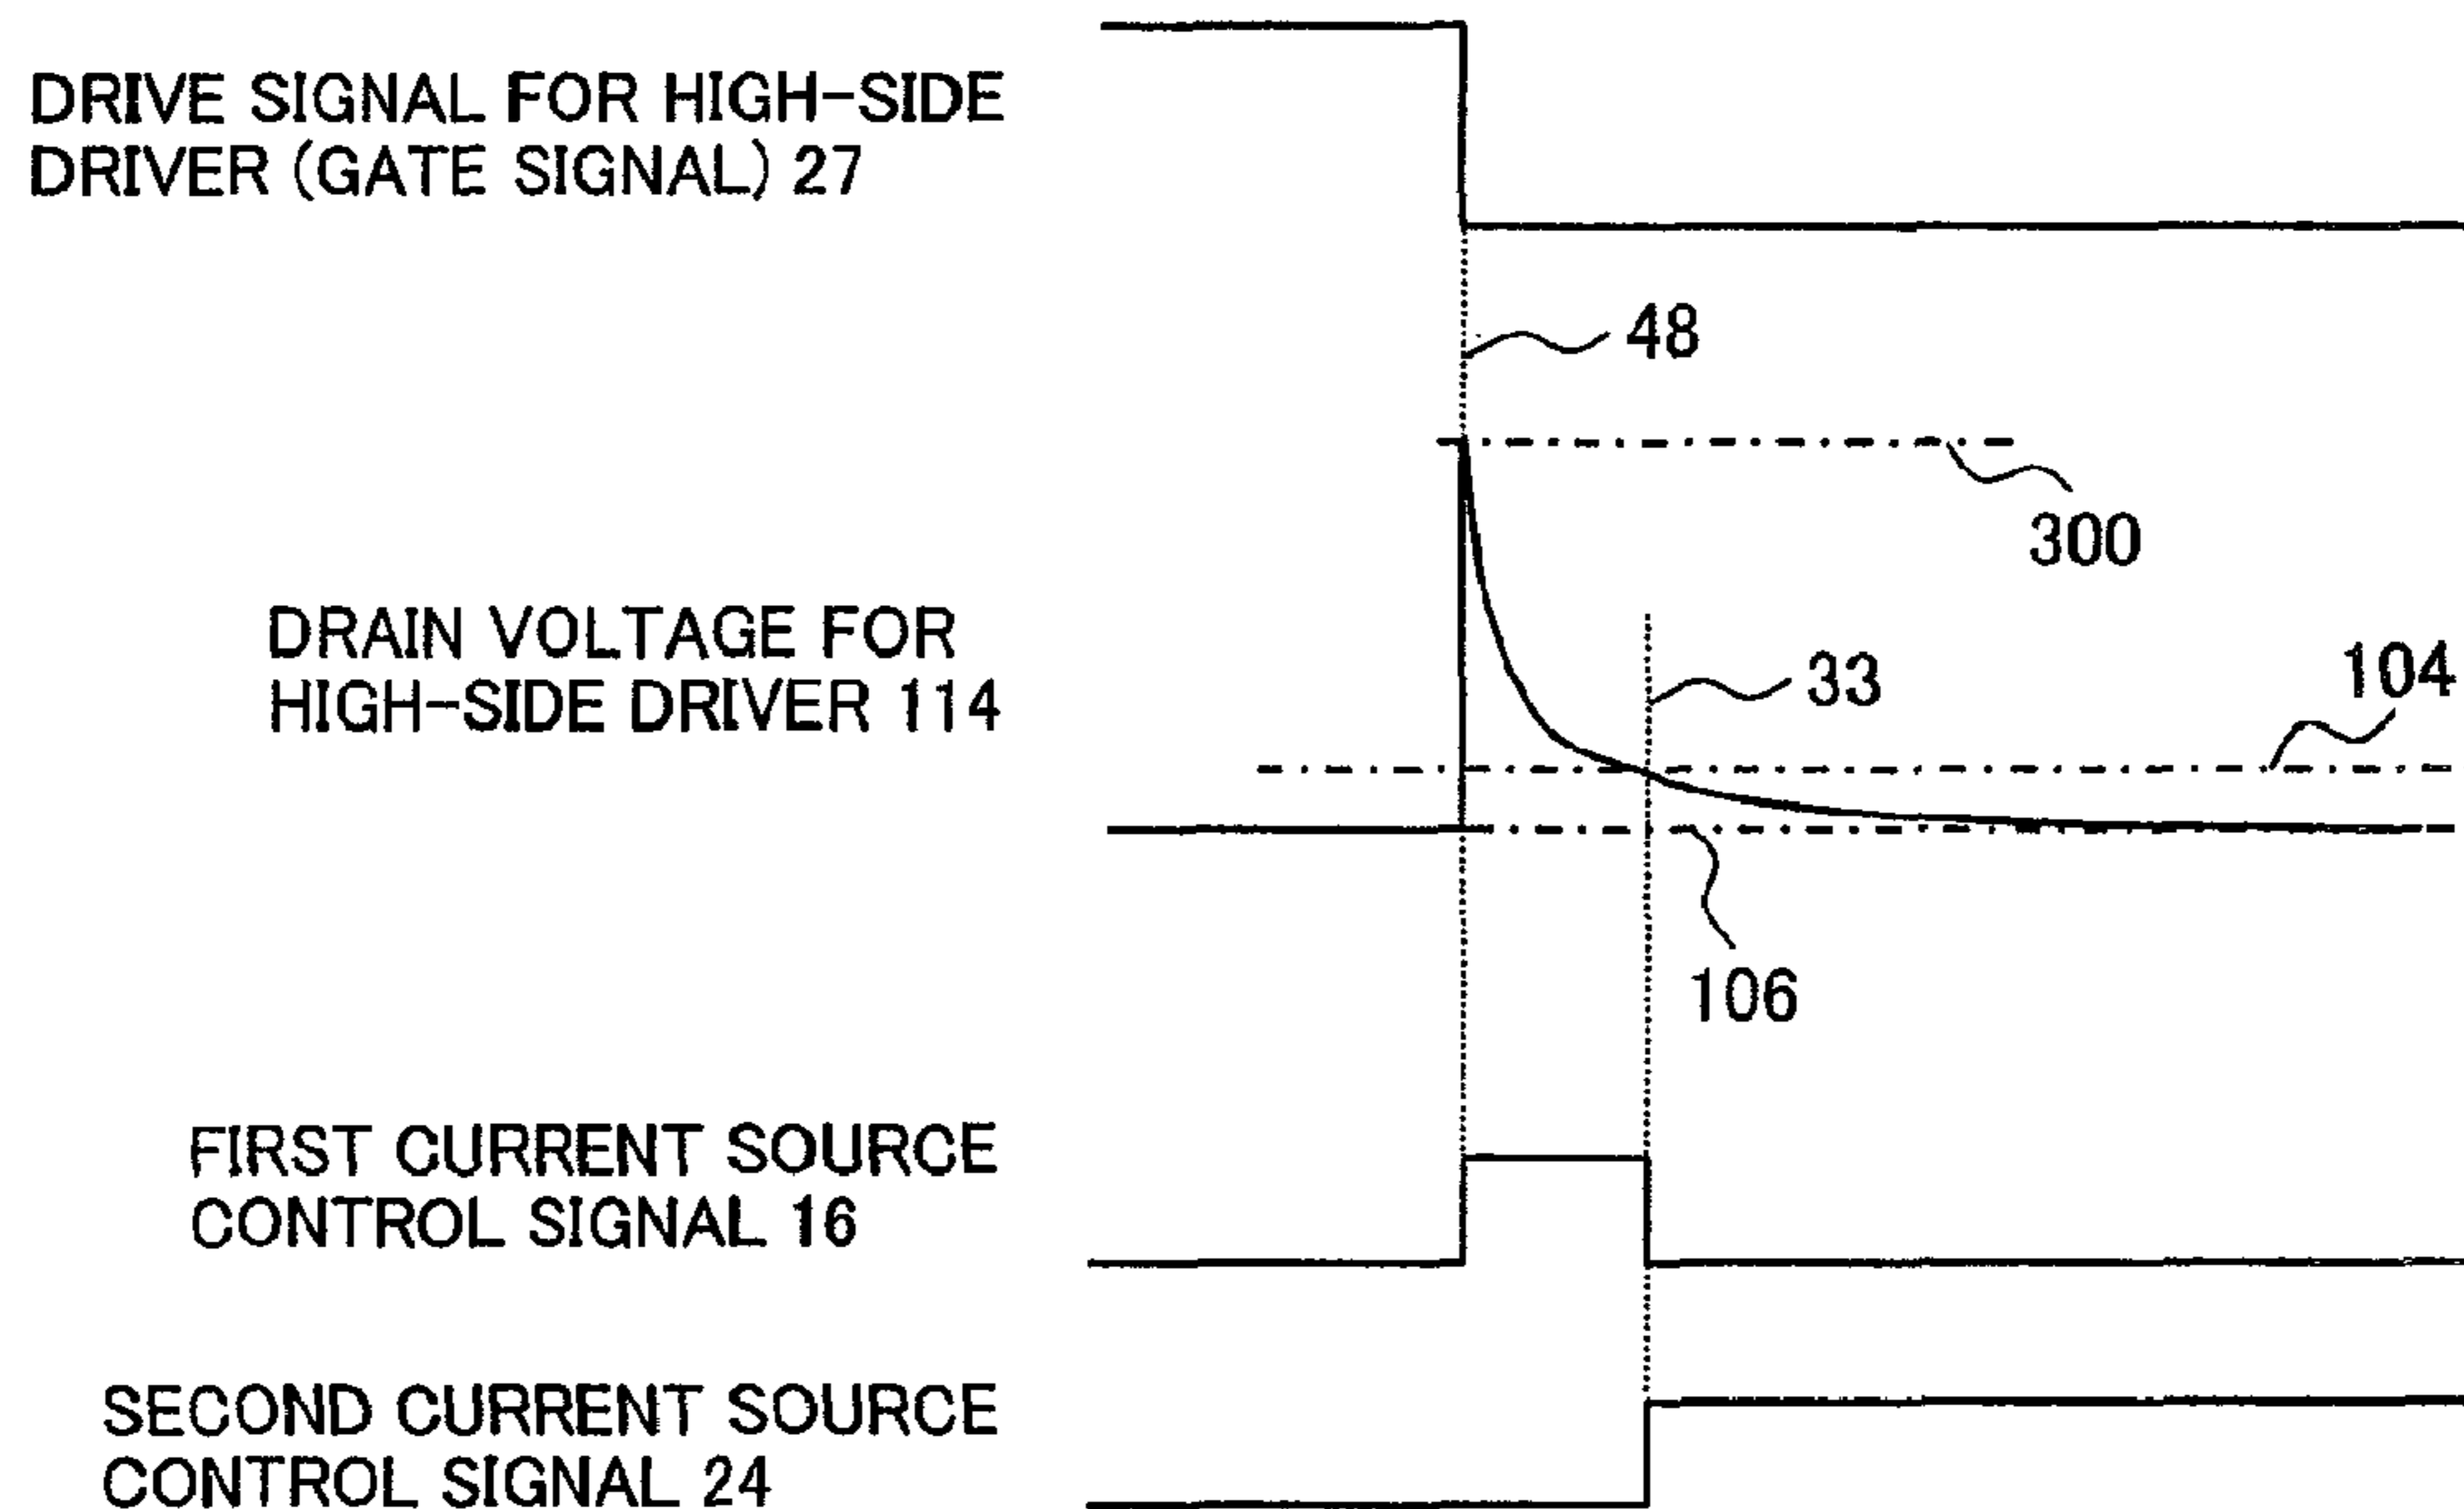 DRIVE SIGNAL FOR HIGH-SIDE
DRIVER (GATE SIGNAL) 27
48
300
DRAIN VOLTAGE FOR
HIGH-SIDE DRIVER 114
33
104
106
FIRST CURRENT SOURCE
CONTROL SIGNAL 16
SECOND CURRENT SOURCE
CONTROL SIGNAL 24